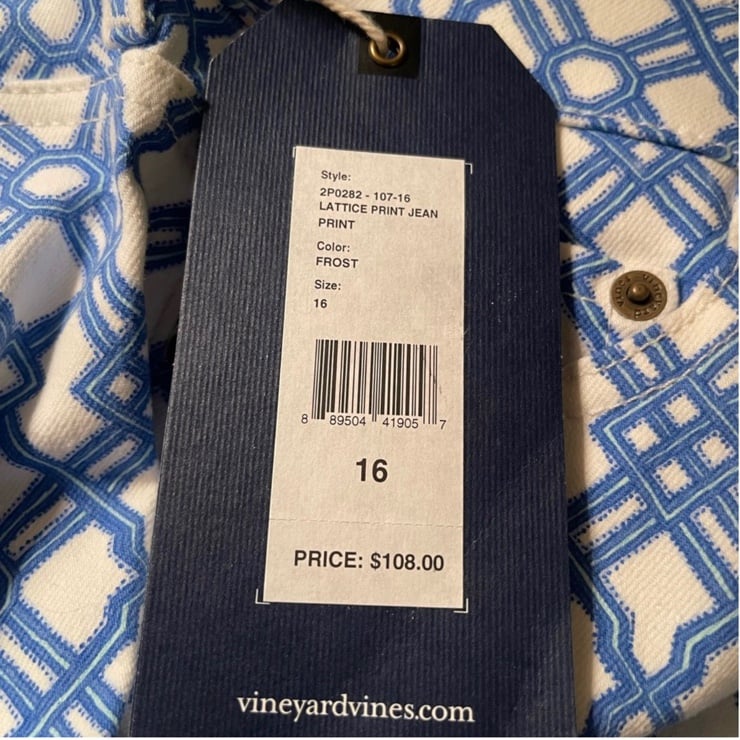 Style:
2P0282 - 107-16
LATTICE PRINT JEAN
PRINT
Color:
FROST
Size:
16
8 89504 41905 7
16
PRICE: $108.00
vineyardvines.com